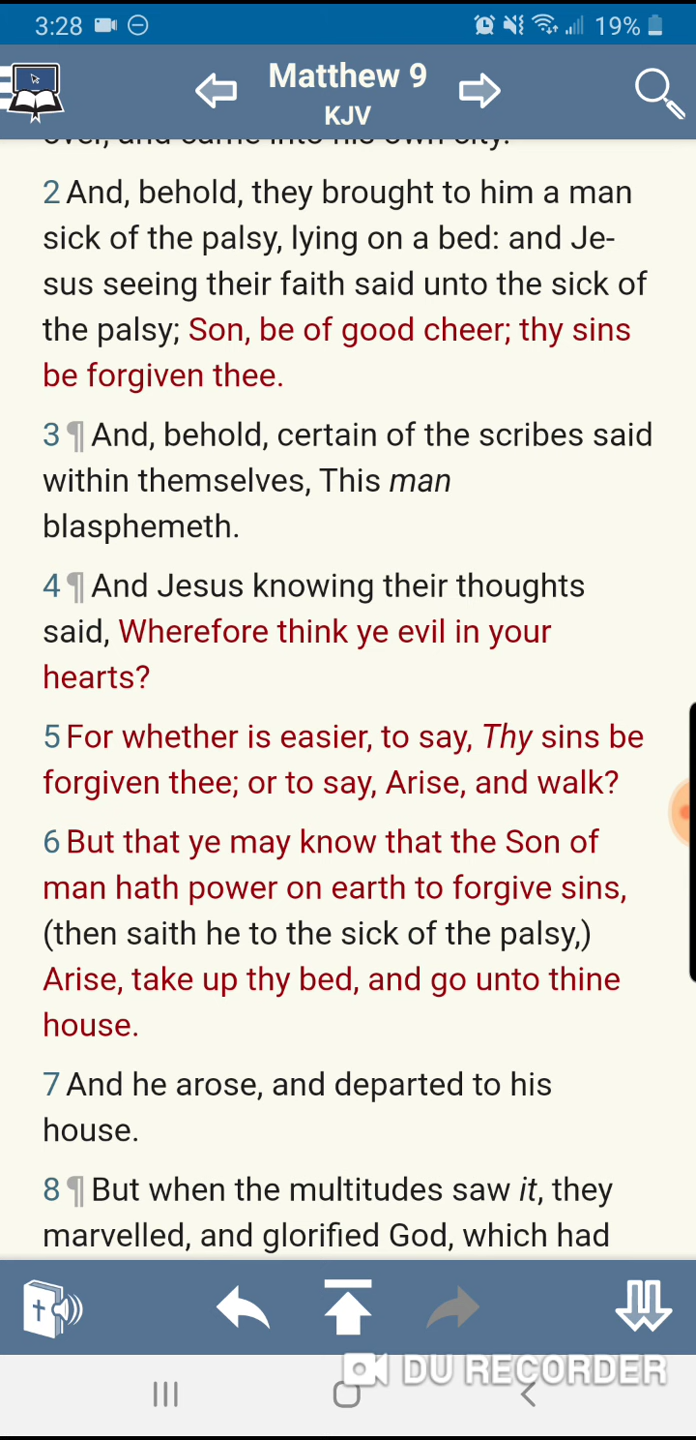 3:28 19%
Matthew 9
KJV
over, and came into his own city.
2 And, behold, they brought to him a man
sick of the palsy, lying on a bed: and Je-
sus seeing their faith said unto the sick of
the palsy; Son, be of good cheer; thy sins
be forgiven thee.
3 ¶ And, behold, certain of the scribes said
within themselves, This man
blasphemeth.
4 ¶ And Jesus knowing their thoughts
said, Wherefore think ye evil in your
hearts?
5 For whether is easier, to say, Thy sins be
forgiven thee; or to say, Arise, and walk?
6 But that ye may know that the Son of
man hath power on earth to forgive sins,
(then saith he to the sick of the palsy,)
Arise, take up thy bed, and go unto thine
house.
7 And he arose, and departed to his
house.
8 ¶ But when the multitudes saw it, they
marvelled, and glorified God, which had
DU RECORDER